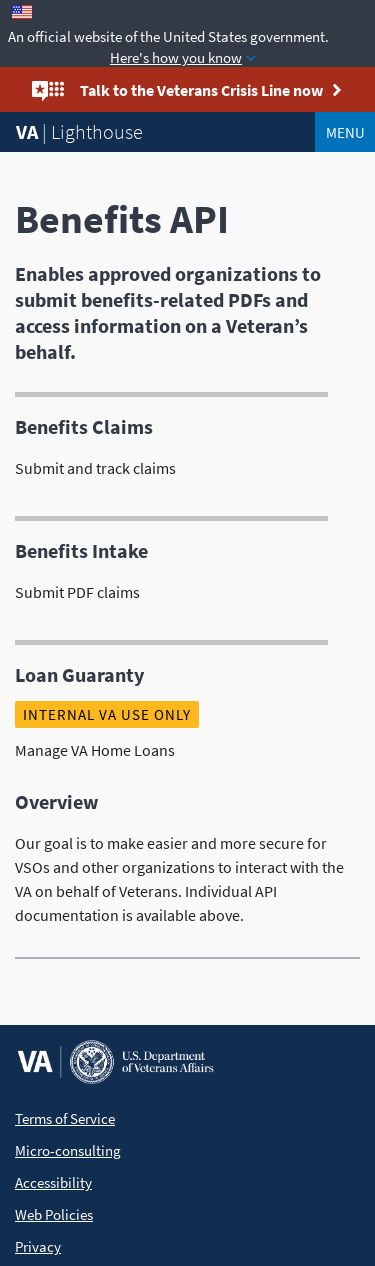 An official website of the United States government.
Here's how you know
Talk to the Veterans Crisis Line now
VA | Lighthouse
MENU
Benefits API
Enables approved organizations to
submit benefits-related PDFs and
access information on a Veteran’s
behalf.
Benefits Claims
Submit and track claims
Benefits Intake
Submit PDF claims
Loan Guaranty
INTERNAL VA USE ONLY
Manage VA Home Loans
Overview
Our goal is to make easier and more secure for
VSOs and other organizations to interact with the
VA on behalf of Veterans. Individual API
documentation is available above.
VA
U.S. Department
of Veterans Affairs
Terms of Service
Micro-consulting
Accessibility
Web Policies
Privacy